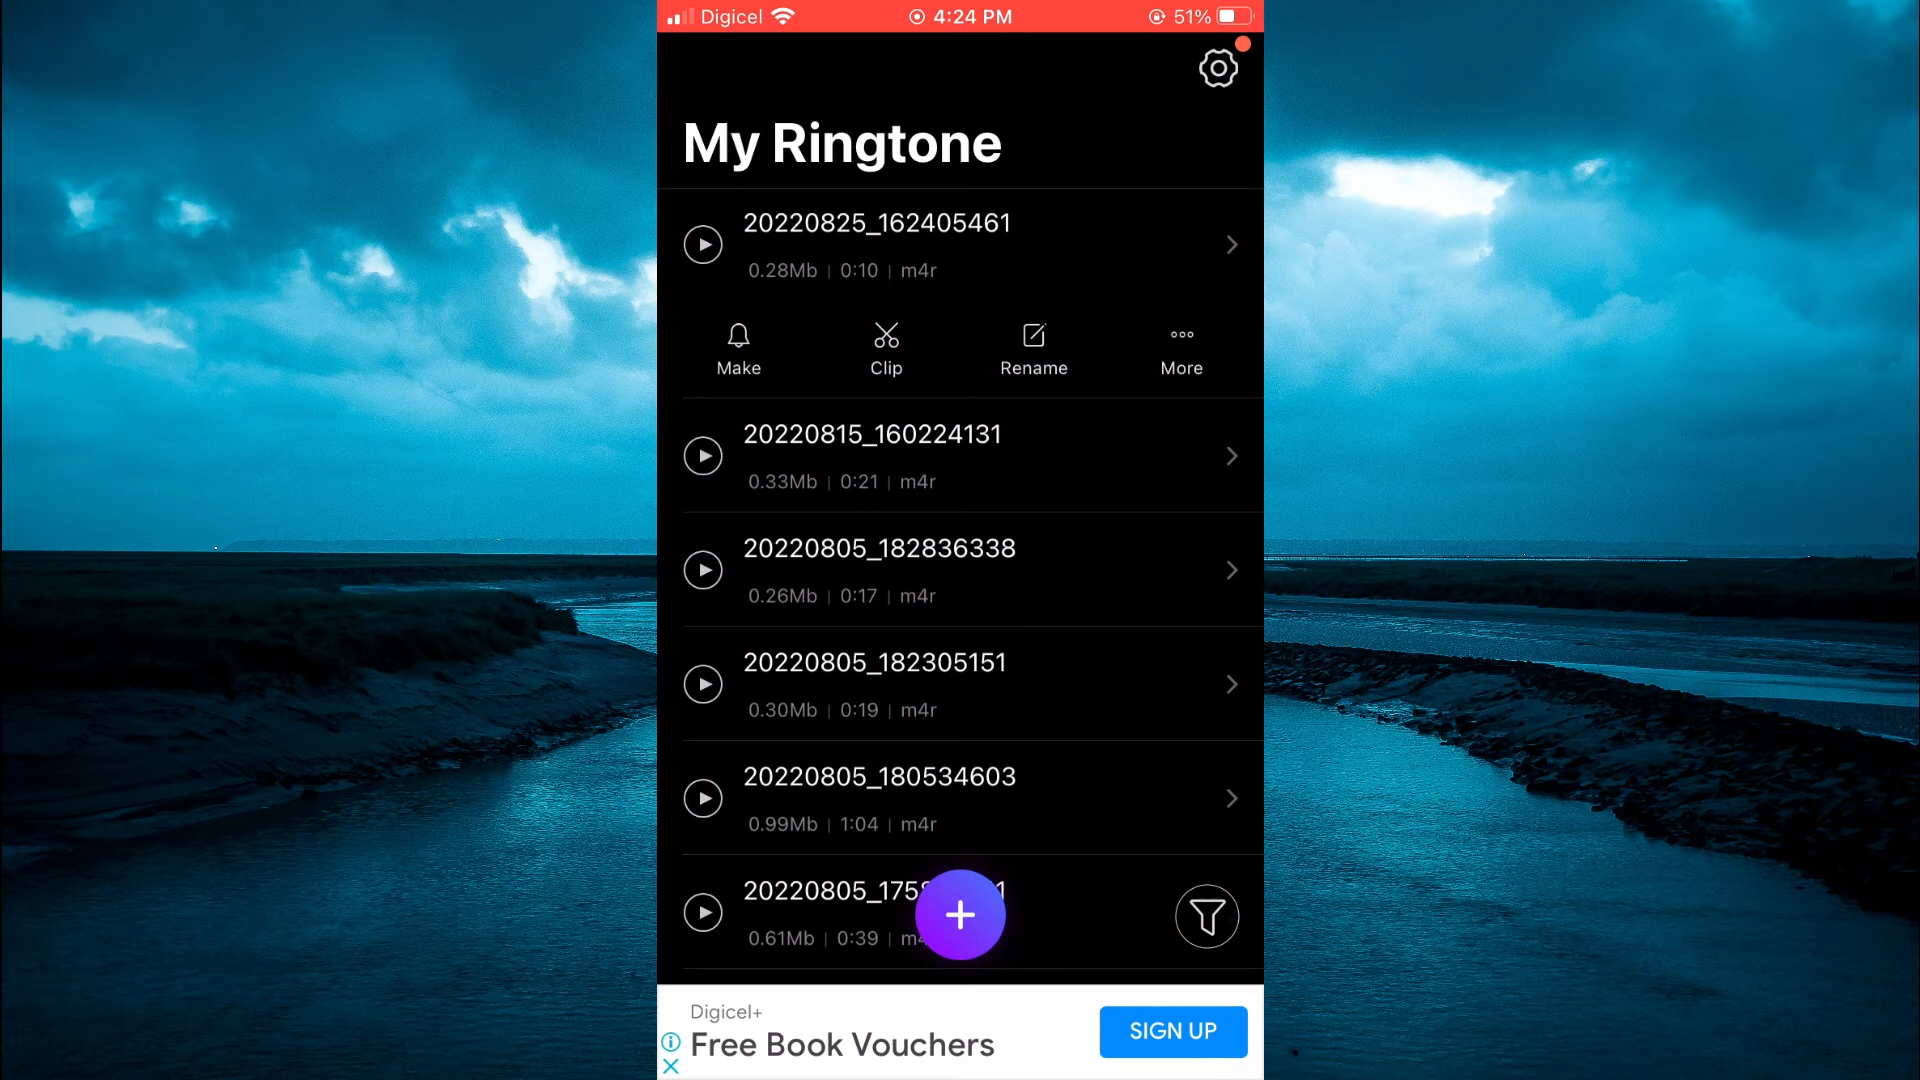 Digicel 4:24 PM 51%
My Ringtone
20220825_162405461
0.28Mb | 0:10 | m4r
Make Clip Rename More
20220815_160224131
0.33Mb | 0:21 | m4r
20220805_182836338
0.26Mb | 0:17 | m4r
20220805_182305151
0.30Mb | 0:19 | m4r
20220805_180534603
0.99Mb | 1:04 | m4r
0.61Mb | 0:39 |
Digicel+
Free Book Vouchers
SIGN UP